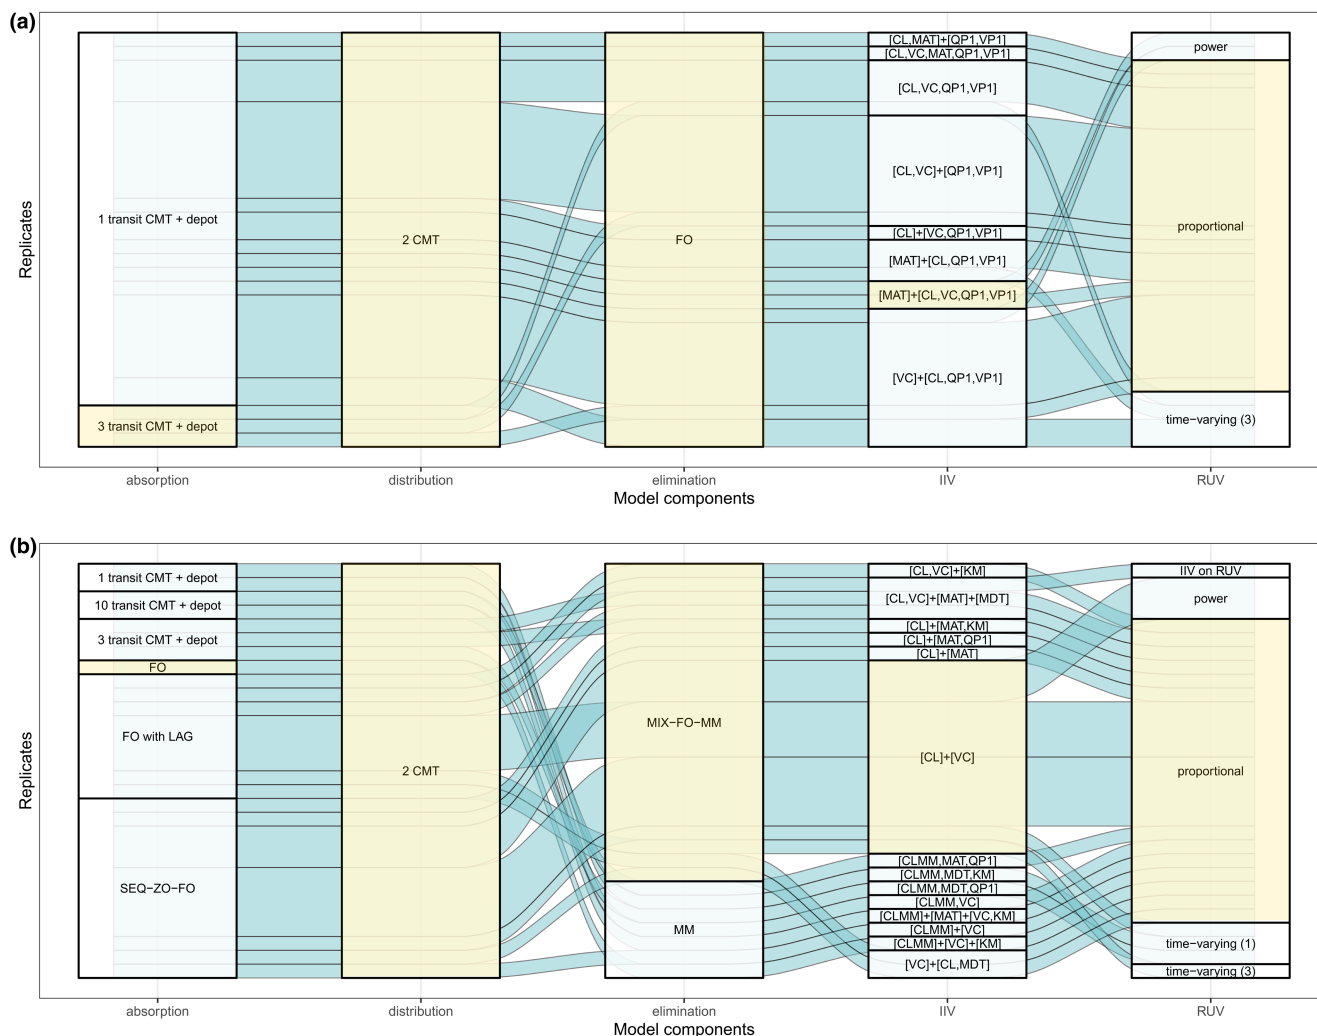 (a)
Replicates
1 transit CMT + depot
3 transit CMT + depot
2 CMT
FO
[CL,MAT]+[QP1,VP1]
[CL,VC,MAT,QP1,VP1]
[CL,VC,QP1,VP1]
[CL,VC]+[QP1,VP1]
[CL]+[VC,QP1,VP1]
[MAT]+[CL,QP1,VP1]
[MAT]+[CL,VC,QP1,VP1]
[VC]+[CL,QP1,VP1]
power
proportional
time−varying (3)
absorption
distribution
elimination
IIV
RUV
Model components
(b)
Replicates
1 transit CMT + depot
10 transit CMT + depot
3 transit CMT + depot
FO
FO with LAG
SEQ−ZO−FO
2 CMT
MIX−FO−MM
MM
[CL,VC]+[KM]
[CL,VC]+[MAT]+[MDT]
[CL]+[MAT,KM]
[CL]+[MAT,QP1]
[CL]+[MAT]
[CL]+[VC]
[CLMM,MAT,QP1]
[CLMM,MDT,KM]
[CLMM,MDT,QP1]
[CLMM,VC]
[CLMM]+[MAT]+[VC,KM]
[CLMM]+[VC]
[CLMM]+[VC]+[KM]
[VC]+[CL,MDT]
IIV on RUV
power
proportional
time−varying (1)
time−varying (3)
absorption
distribution
elimination
IIV
RUV
Model components